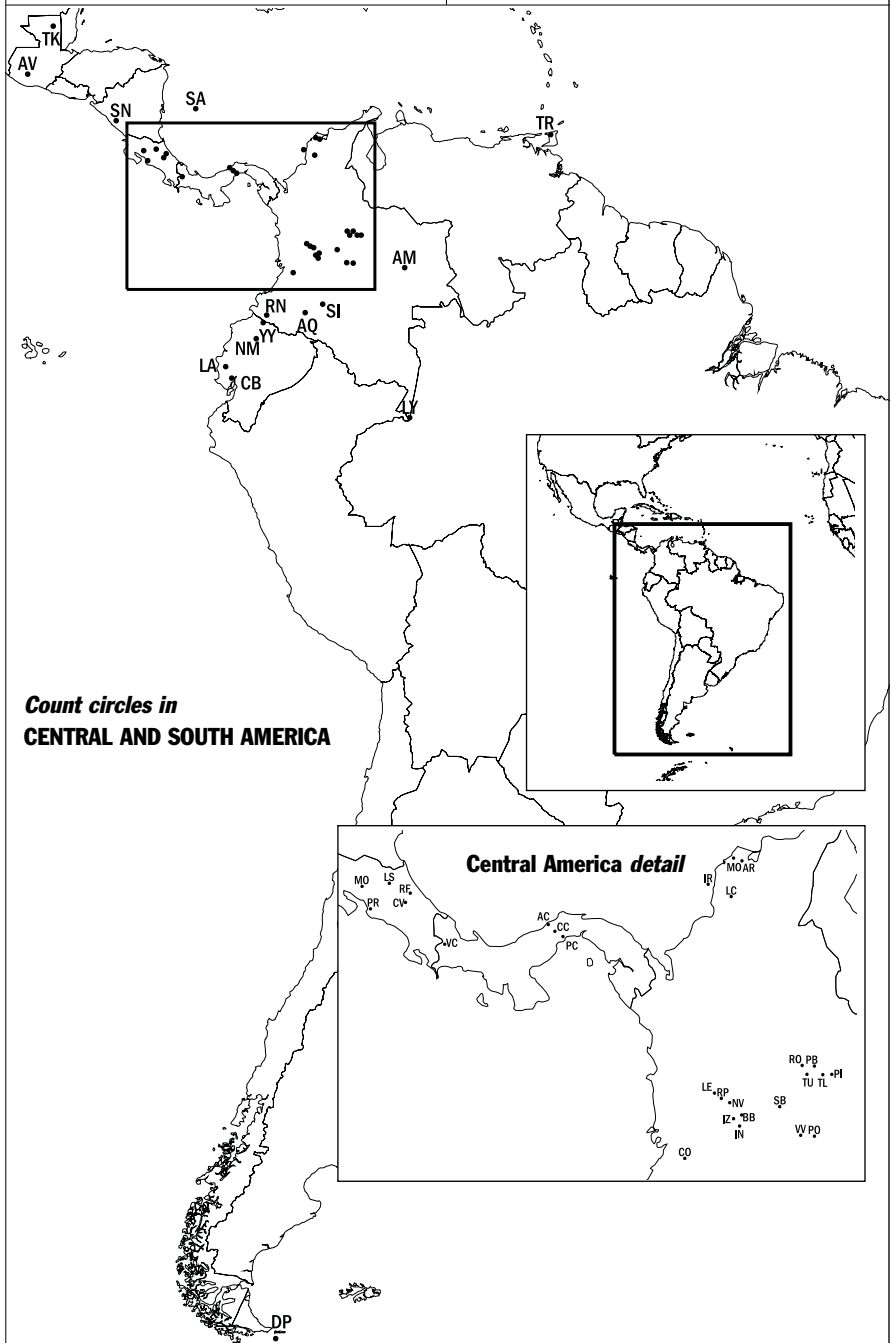 TK
AV
SA
SN
TR
AM
RN
SI
YY
AQ
NM
LA
CB
LY
Count circles in
CENTRAL AND SOUTH AMERICA
Central America detail
MO AR
MO
LS
IR
RF
LC
PR
CV
AC
CC
VC
PC
RO PB
TU TL PI
LE
RP
NV
SB
IZ
BB
IN
VV PO
CO
DP